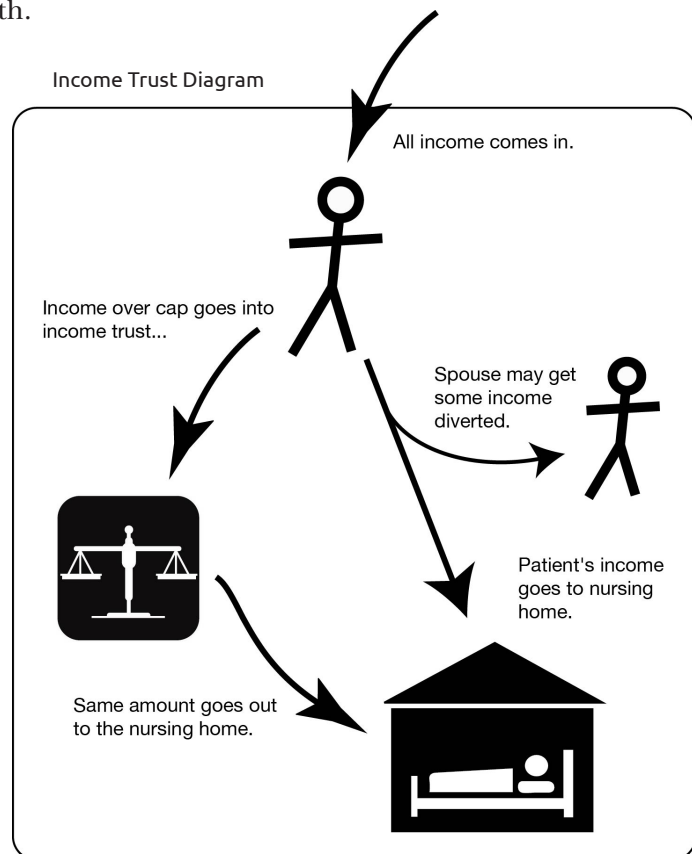 th.
Income Trust Diagram
All income comes in.
Income over cap goes into
income trust...
Spouse may get
some income
diverted.
Patient's income
goes to nursing
home.
Same amount goes out
to the nursing home.